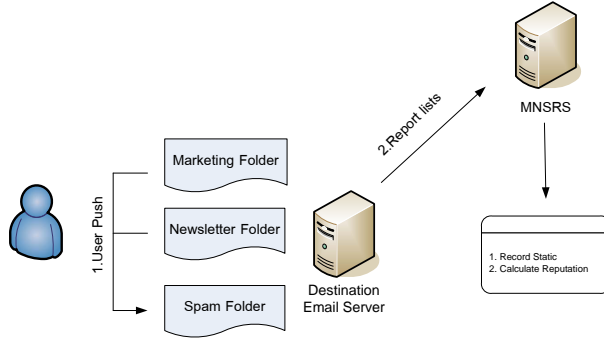 MNSRS
2.Report lists
Marketing Folder
1.User Push
Newsletter Folder
Spam Folder
Destination
Email Server
1. Record Static
2. Calculate Reputation